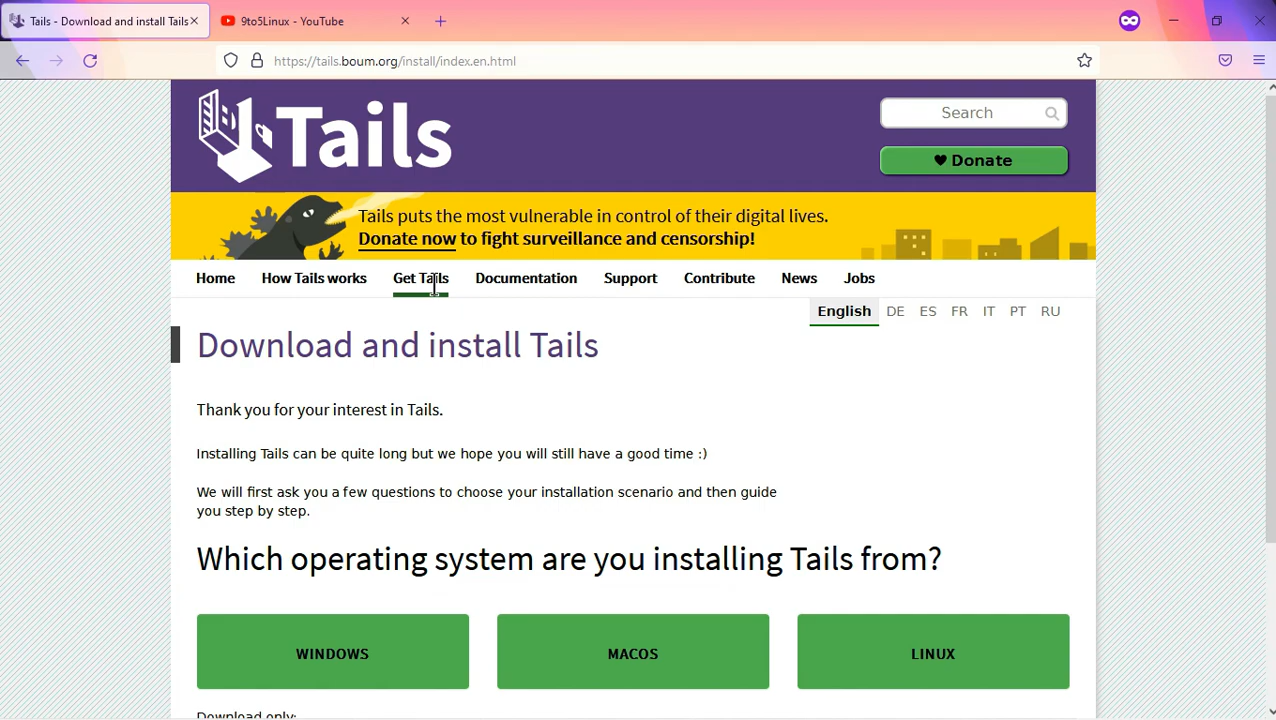 Tails - Download and install Tails
9to5Linux - YouTube
https://tails.boum.org/install/index.en.html
Tails
Search
Donate
Tails puts the most vulnerable in control of their digital lives.
Donate now to fight surveillance and censorship!
Home How Tails works Get Tails Documentation Support Contribute News Jobs
English DE ES FR IT PT RU
Download and install Tails
Thank you for your interest in Tails.
Installing Tails can be quite long but we hope you will still have a good time :)
We will first ask you a few questions to choose your installation scenario and then guide
you step by step.
Which operating system are you installing Tails from?
WINDOWS MACOS LINUX
Download only: